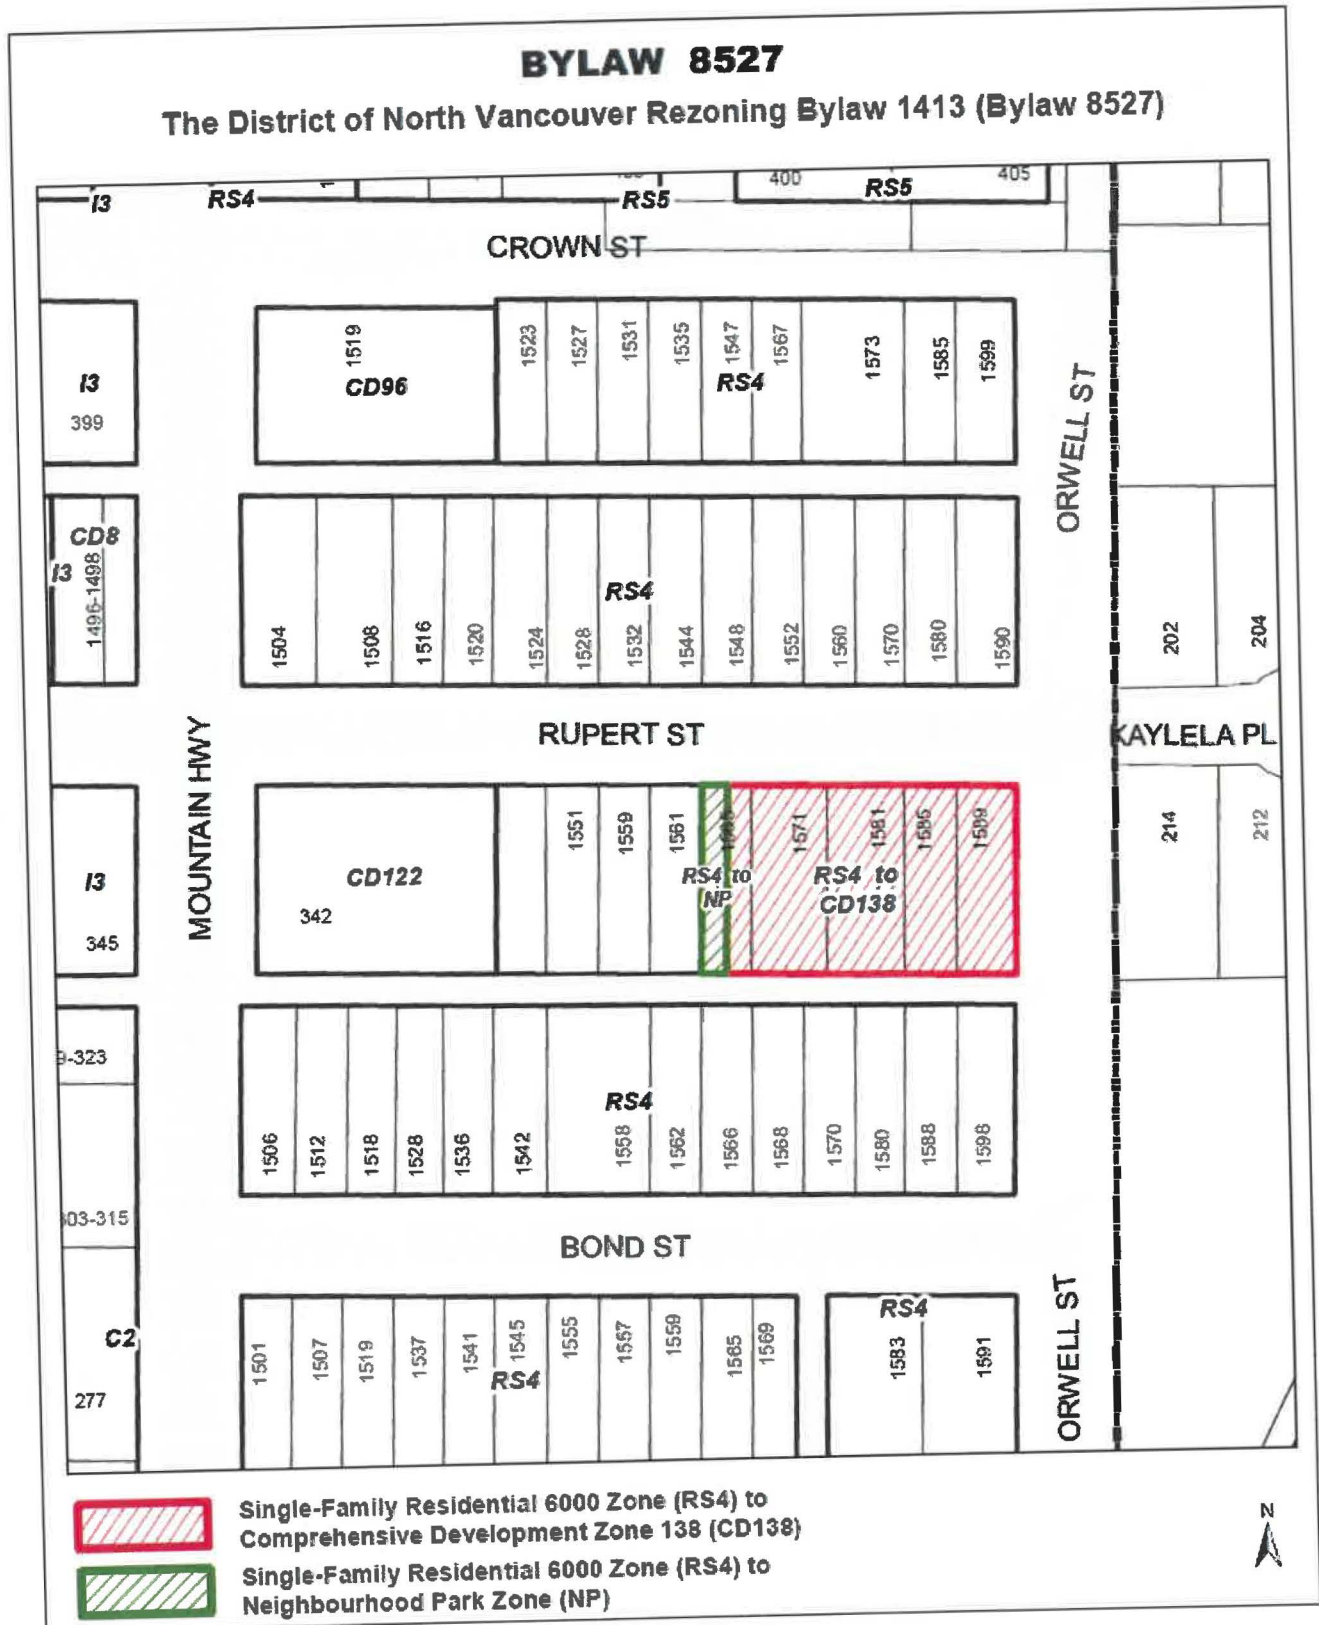 BYLAW 8527
The District of North Vancouver Rezoning Bylaw 1413 (Bylaw 8527)
I3
RS4
RS5
400
RS5
405
CROWN ST
I3
399
1519
CD96
1523
1527
1531
1535
1547
1567
1573
1585
1599
RS4
ORWELL ST
CD8
I3
1496-1498
RS4
1504
1508
1516
1520
1524
1528
1532
1544
1548
1552
1560
1570
1580
1590
202
204
MOUNTAIN HWY
RUPERT ST
KAYLELA PL
I3
345
CD122
342
1551
1559
1561
1565
1571
1581
1585
1589
RS4 to
NP
RS4 to
CD138
214
212
9-323
RS4
1506
1512
1518
1528
1536
1542
1558
1562
1566
1568
1570
1580
1588
1598
303-315
BOND ST
C2
277
1501
1507
1519
1537
1541
1545
1555
1557
1559
1565
1569
RS4
RS4
1583
1591
ORWELL ST
Single-Family Residential 6000 Zone (RS4) to
Comprehensive Development Zone 138 (CD138)
Single-Family Residential 6000 Zone (RS4) to
Neighbourhood Park Zone (NP)
N